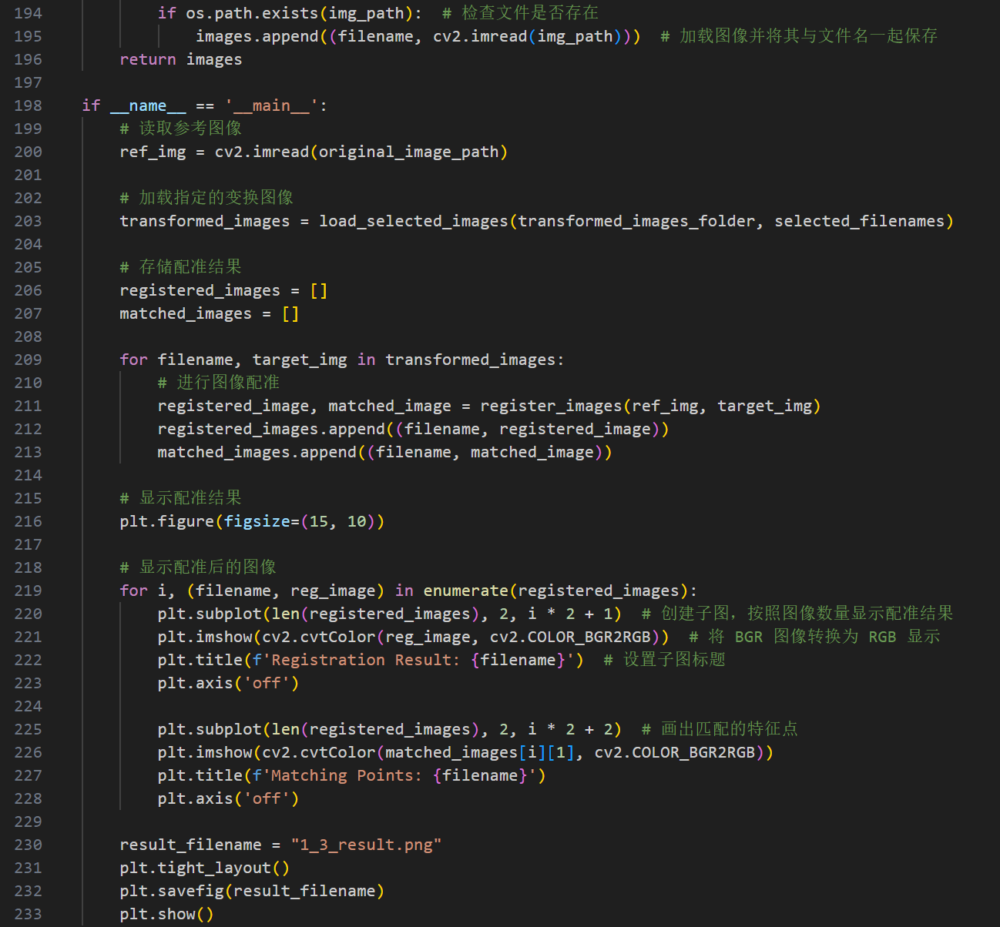 194            if os.path.exists(img_path):  # 检查文件是否存在
195                images.append((filename, cv2.imread(img_path)))  # 加载图像并将其与文件名一起保存
196        return images
197
198    if __name__ == '__main__':
199        # 读取参考图像
200        ref_img = cv2.imread(original_image_path)
201
202        # 加载指定的变换图像
203        transformed_images = load_selected_images(transformed_images_folder, selected_filenames)
204
205        # 存储配准结果
206        registered_images = []
207        matched_images = []
208
209        for filename, target_img in transformed_images:
210            # 进行图像配准
211            registered_image, matched_image = register_images(ref_img, target_img)
212            registered_images.append((filename, registered_image))
213            matched_images.append((filename, matched_image))
214
215        # 显示配准结果
216        plt.figure(figsize=(15, 10))
217
218        # 显示配准后的图像
219        for i, (filename, reg_image) in enumerate(registered_images):
220            plt.subplot(len(registered_images), 2, i * 2 + 1)  # 创建子图，按照图像数量显示配准结果
221            plt.imshow(cv2.cvtColor(reg_image, cv2.COLOR_BGR2RGB))  # 将 BGR 图像转换为 RGB 显示
222            plt.title(f'Registration Result: {filename}')  # 设置子图标题
223            plt.axis('off')
224
225            plt.subplot(len(registered_images), 2, i * 2 + 2)  # 画出匹配的特征点
226            plt.imshow(cv2.cvtColor(matched_images[i][1], cv2.COLOR_BGR2RGB))
227            plt.title(f'Matching Points: {filename}')
228            plt.axis('off')
229
230        result_filename = "1_3_result.png"
231        plt.tight_layout()
232        plt.savefig(result_filename)
233        plt.show()